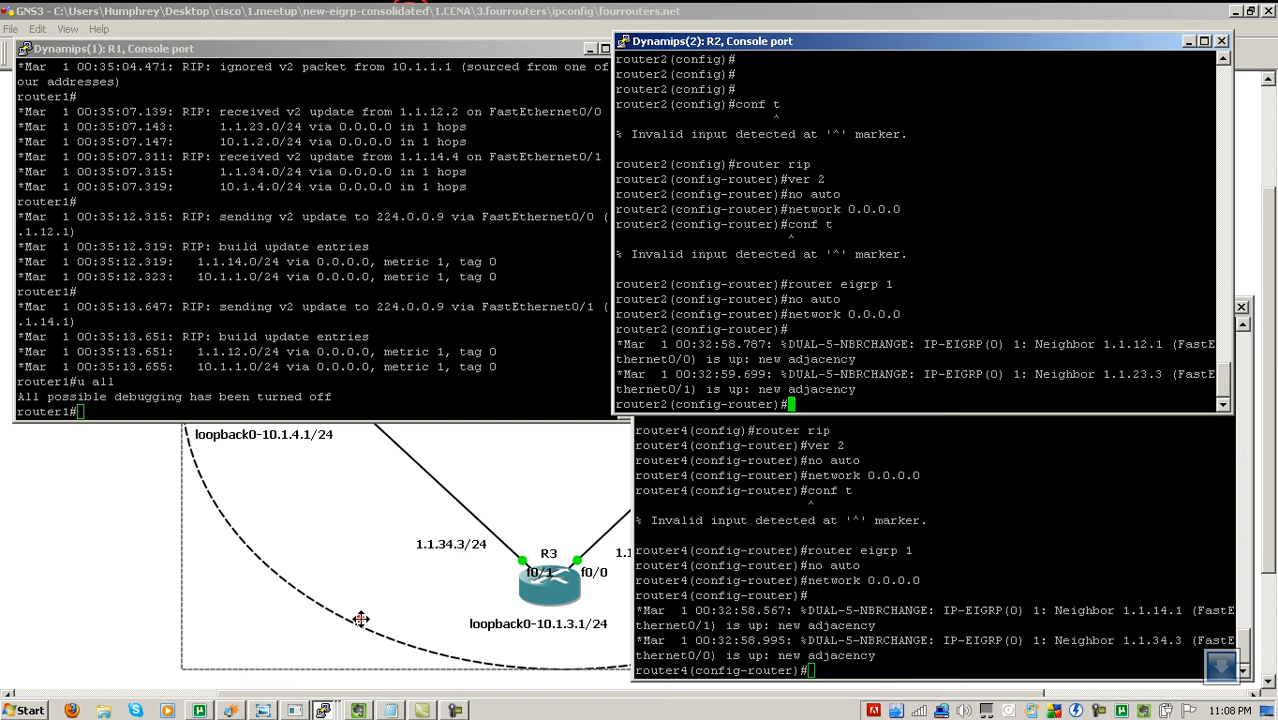 GNS3 - C:\Users\Humphrey\Desktop\cisco\1.meetup\new-eigrp-consolidated\1.CCNA\3.fourrouters\ipconfig\fourrouters.net
File Edit View Help
Dynamips(1): R1, Console port
*Mar  1 00:35:04.471: RIP: ignored v2 packet from 10.1.1.1 (sourced from one of
our addresses)
router1#
*Mar  1 00:35:07.139: RIP: received v2 update from 1.1.12.2 on FastEthernet0/0
*Mar  1 00:35:07.143:      1.1.23.0/24 via 0.0.0.0 in 1 hops
*Mar  1 00:35:07.147:      10.1.2.0/24 via 0.0.0.0 in 1 hops
*Mar  1 00:35:07.311: RIP: received v2 update from 1.1.14.4 on FastEthernet0/1
*Mar  1 00:35:07.315:      1.1.34.0/24 via 0.0.0.0 in 1 hops
*Mar  1 00:35:07.319:      10.1.4.0/24 via 0.0.0.0 in 1 hops
router1#
*Mar  1 00:35:12.315: RIP: sending v2 update to 224.0.0.9 via FastEthernet0/0 (
.1.12.1)
*Mar  1 00:35:12.319: RIP: build update entries
*Mar  1 00:35:12.319:   1.1.14.0/24 via 0.0.0.0, metric 1, tag 0
*Mar  1 00:35:12.323:   10.1.1.0/24 via 0.0.0.0, metric 1, tag 0
router1#
*Mar  1 00:35:13.647: RIP: sending v2 update to 224.0.0.9 via FastEthernet0/1 (
.1.14.1)
*Mar  1 00:35:13.651: RIP: build update entries
*Mar  1 00:35:13.651:   1.1.12.0/24 via 0.0.0.0, metric 1, tag 0
*Mar  1 00:35:13.655:   10.1.1.0/24 via 0.0.0.0, metric 1, tag 0
router1#u all
All possible debugging has been turned off
router1#
Dynamips(2): R2, Console port
router2(config)#
router2(config)#
router2(config)#
router2(config)#conf t
^
% Invalid input detected at '^' marker.
router2(config)#router rip
router2(config-router)#ver 2
router2(config-router)#no auto
router2(config-router)#network 0.0.0.0
router2(config-router)#conf t
^
% Invalid input detected at '^' marker.
router2(config-router)#router eigrp 1
router2(config-router)#no auto
router2(config-router)#network 0.0.0.0
router2(config-router)#
*Mar  1 00:32:58.787: %DUAL-5-NBRCHANGE: IP-EIGRP(0) 1: Neighbor 1.1.12.1 (FastE
thernet0/0) is up: new adjacency
*Mar  1 00:32:59.699: %DUAL-5-NBRCHANGE: IP-EIGRP(0) 1: Neighbor 1.1.23.3 (FastE
thernet0/1) is up: new adjacency
router2(config-router)#
router4(config)#router rip
router4(config-router)#ver 2
router4(config-router)#no auto
router4(config-router)#network 0.0.0.0
router4(config-router)#conf t
^
% Invalid input detected at '^' marker.
router4(config-router)#router eigrp 1
router4(config-router)#no auto
router4(config-router)#network 0.0.0.0
router4(config-router)#
*Mar  1 00:32:58.567: %DUAL-5-NBRCHANGE: IP-EIGRP(0) 1: Neighbor 1.1.14.1 (FastE
thernet0/1) is up: new adjacency
*Mar  1 00:32:58.995: %DUAL-5-NBRCHANGE: IP-EIGRP(0) 1: Neighbor 1.1.34.3 (FastE
thernet0/0) is up: new adjacency
router4(config-router)#
loopback0-10.1.4.1/24
1.1.34.3/24
R3
1.1
f0/1 f0/0
loopback0-10.1.3.1/24
Start
11:08 PM